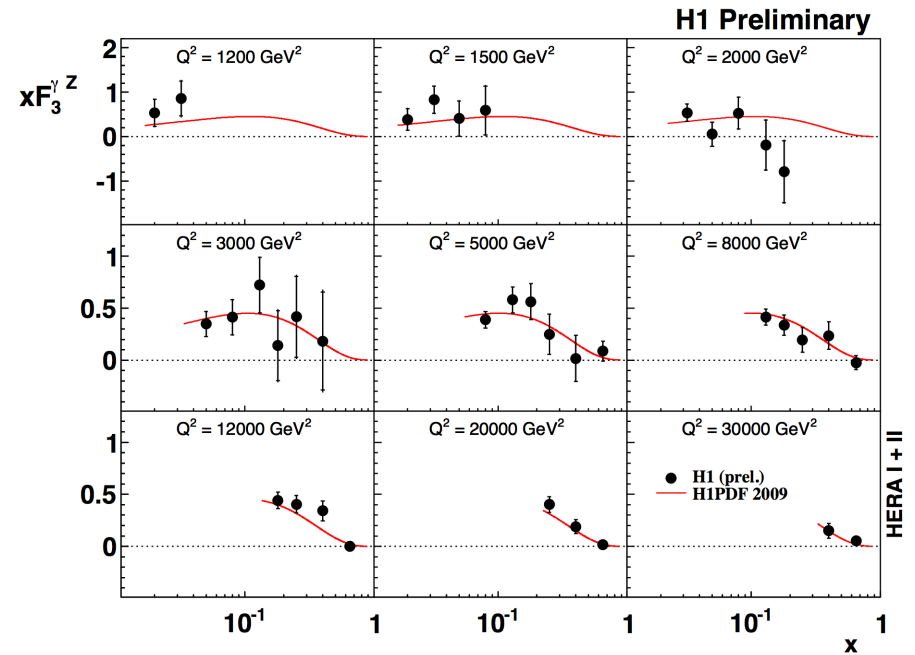 H1 Preliminary
xF₃^γZ
Q² = 1200 GeV²
Q² = 1500 GeV²
Q² = 2000 GeV²
2
1
0
-1
Q² = 3000 GeV²
Q² = 5000 GeV²
Q² = 8000 GeV²
1
0.5
0
Q² = 12000 GeV²
Q² = 20000 GeV²
Q² = 30000 GeV²
1
0.5
0
H1 (prel.)
H1PDF 2009
HERA I + II
10⁻¹
1
10⁻¹
1
10⁻¹
1
x